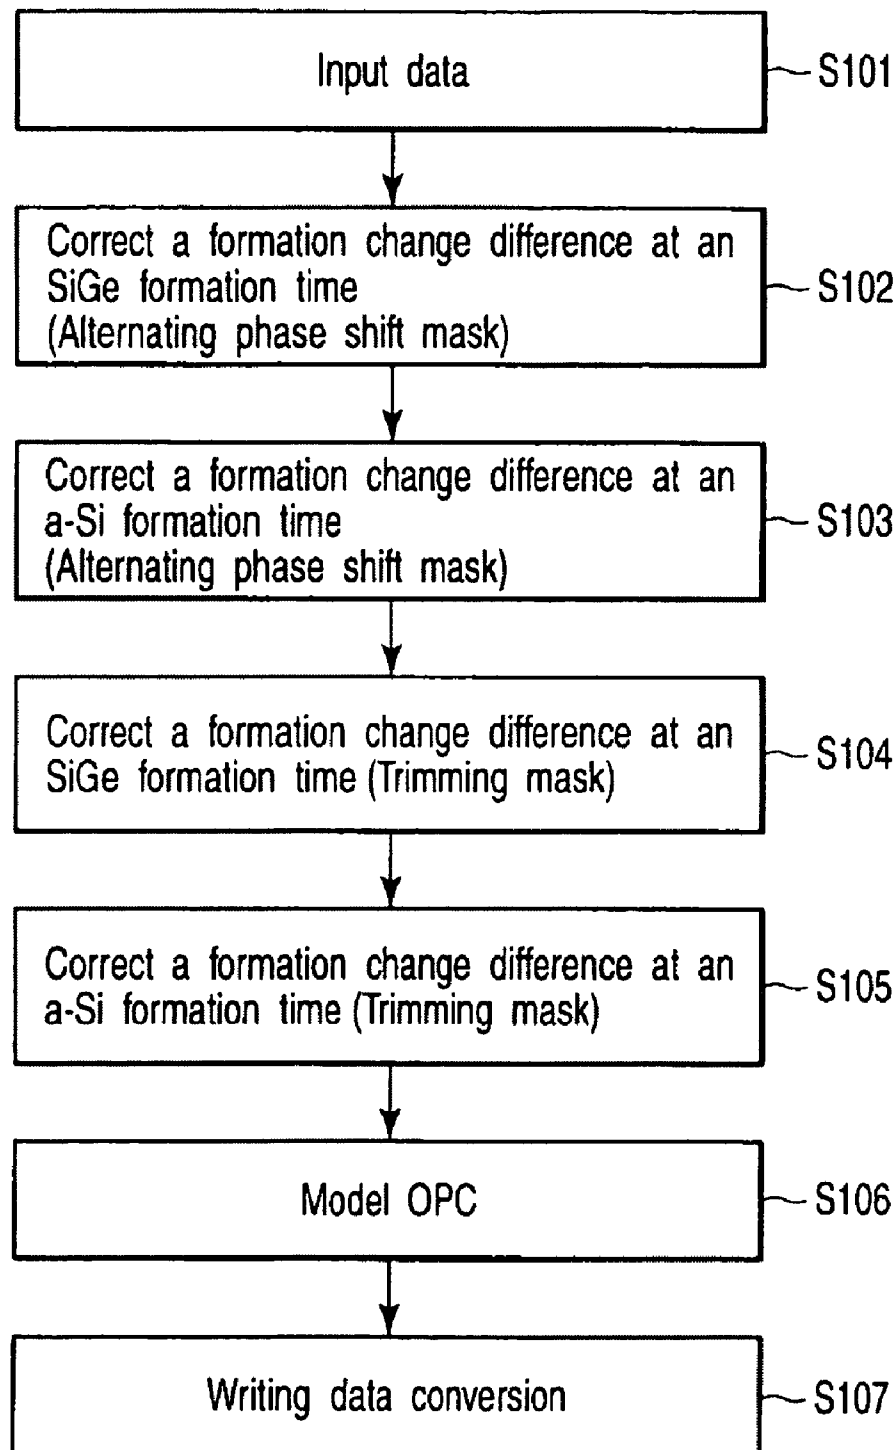 Input data
S101
Correct a formation change difference at an
SiGe formation time
(Alternating phase shift mask)
S102
Correct a formation change difference at an
a-Si formation time
(Alternating phase shift mask)
S103
Correct a formation change difference at an
SiGe formation time (Trimming mask)
S104
Correct a formation change difference at an
a-Si formation time (Trimming mask)
S105
Model OPC
S106
Writing data conversion
S107